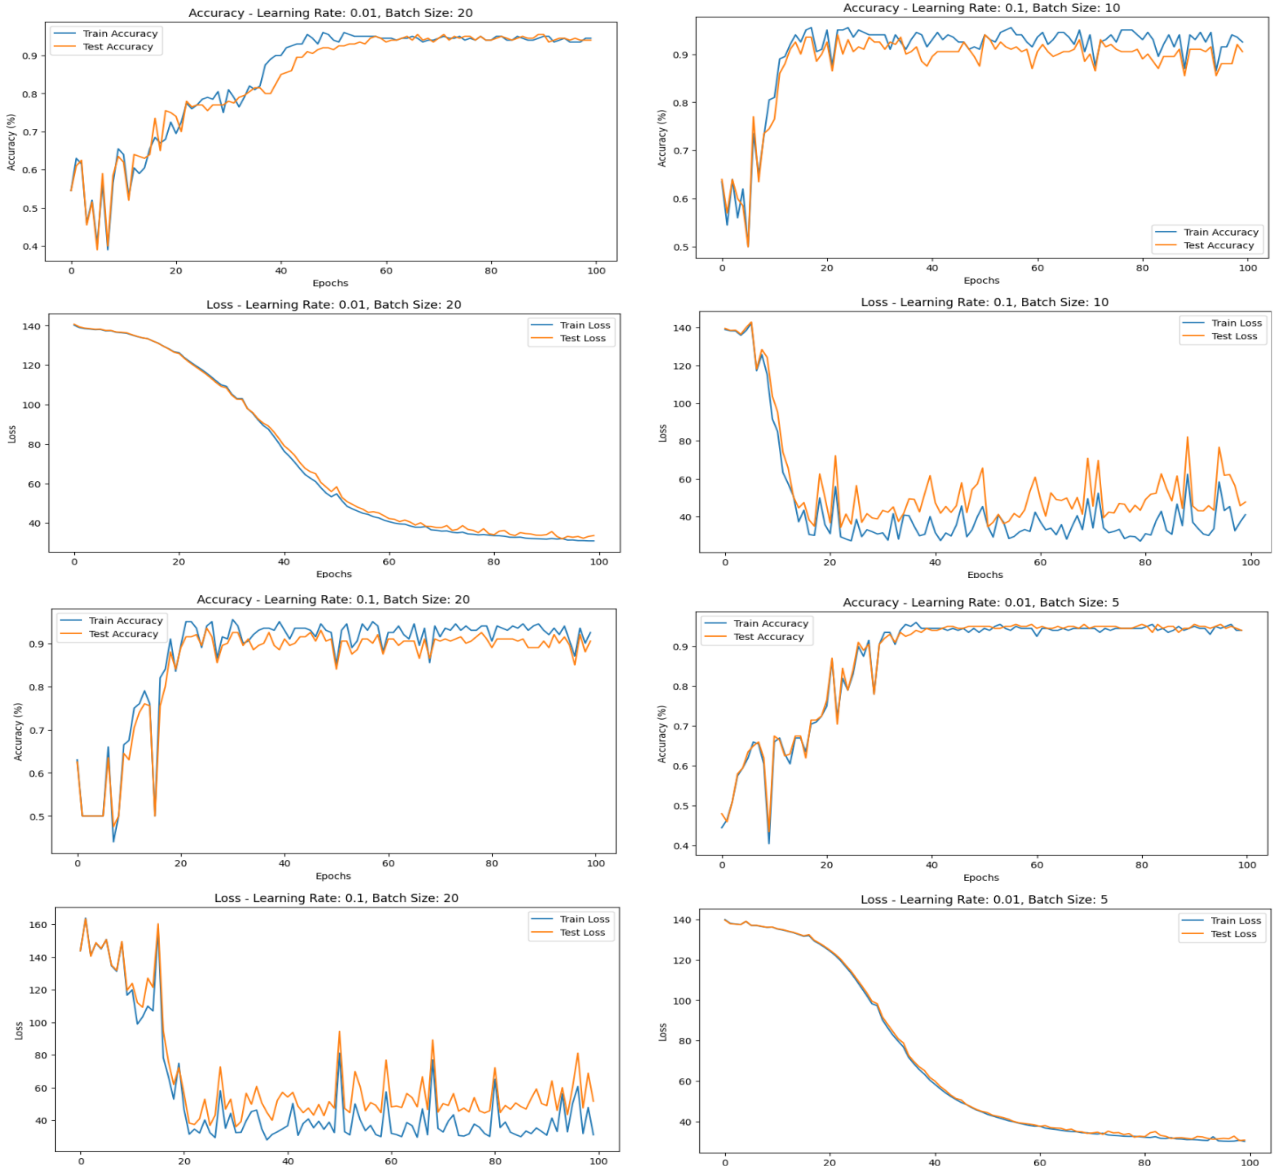 Accuracy - Learning Rate: 0.01, Batch Size: 20
Train Accuracy
Test Accuracy
Accuracy (%)
0.9
0.8
0.7
0.6
0.5
0.4
0 20 40 60 80 100
Epochs
Loss - Learning Rate: 0.01, Batch Size: 20
Train Loss
Test Loss
Loss
140
120
100
80
60
40
0 20 40 60 80 100
Epochs
Accuracy - Learning Rate: 0.1, Batch Size: 20
Train Accuracy
Test Accuracy
Accuracy (%)
0.9
0.8
0.7
0.6
0.5
0 20 40 60 80 100
Epochs
Loss - Learning Rate: 0.1, Batch Size: 20
Train Loss
Test Loss
Loss
160
140
120
100
80
60
40
0 20 40 60 80 100
Accuracy - Learning Rate: 0.1, Batch Size: 10
Accuracy (%)
0.9
0.8
0.7
0.6
0.5
Train Accuracy
Test Accuracy
0 20 40 60 80 100
Epochs
Loss - Learning Rate: 0.1, Batch Size: 10
Train Loss
Test Loss
Loss
140
120
100
80
60
40
0 20 40 60 80 100
Epochs
Accuracy - Learning Rate: 0.01, Batch Size: 5
Train Accuracy
Test Accuracy
Accuracy (%)
0.9
0.8
0.7
0.6
0.5
0.4
0 20 40 60 80 100
Epochs
Loss - Learning Rate: 0.01, Batch Size: 5
Train Loss
Test Loss
Loss
140
120
100
80
60
40
0 20 40 60 80 100
Epochs